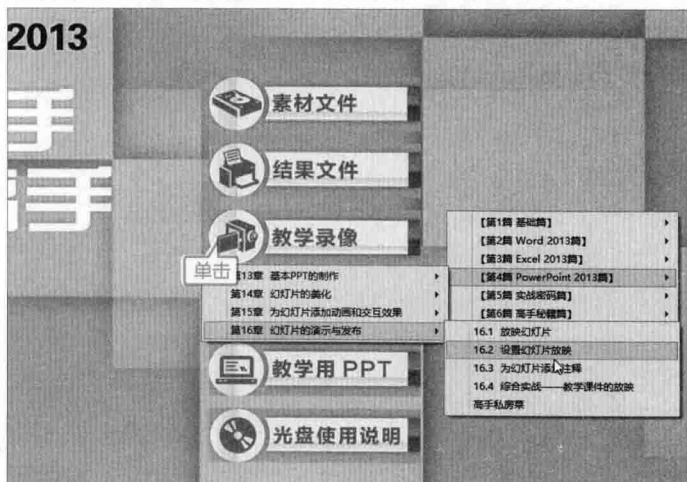 2013
手
手
素材文件
结果文件
教学录像
单击
【第1篇 基础篇】
【第2篇 Word 2013篇】
【第3篇 Excel 2013篇】
【第4篇 PowerPoint 2013篇】
【第5篇 实战密码篇】
【第6篇 高手秘籍篇】
第13章 基本PPT的制作
第14章 幻灯片的美化
第15章 为幻灯片添加动画和交互效果
第16章 幻灯片的演示与发布
16.1 放映幻灯片
16.2 设置幻灯片放映
16.3 为幻灯片添加注释
16.4 综合实战——教学课件的放映
高手私房菜
教学用 PPT
光盘使用说明